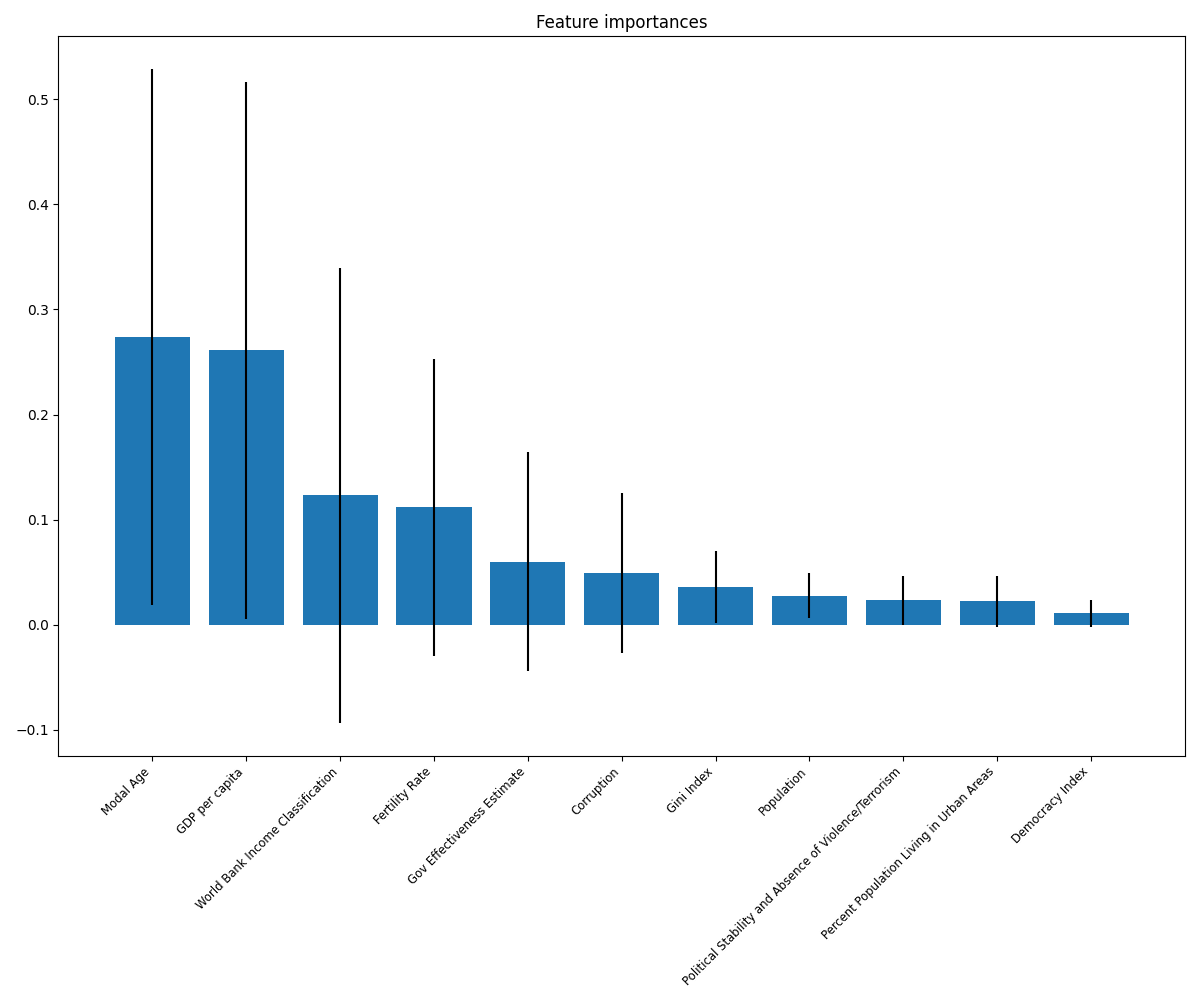 Feature importances
0.5
0.4
0.3
0.2
0.1
0.0
−0.1
Modal Age
GDP per capita
World Bank Income Classification
Fertility Rate
Gov Effectiveness Estimate
Corruption
Gini Index
Population
Political Stability and Absence of Violence/Terrorism
Percent Population Living in Urban Areas
Democracy Index